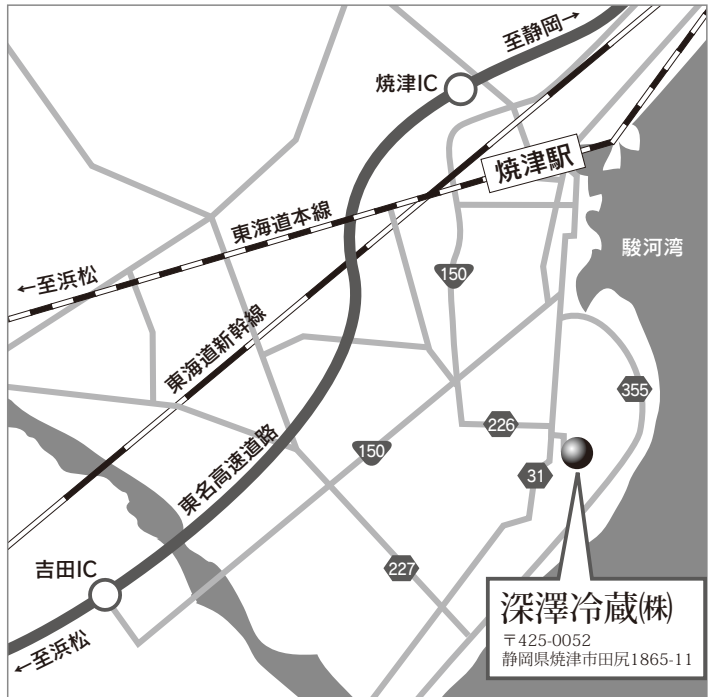 至静岡→
焼津IC
焼津駅
東海道本線
←至浜松
駿河湾
150
東海道新幹線
355
226
150
31
東名高速道路
227
吉田IC
←至浜松
深澤冷蔵㈱
〒425-0052
静岡県焼津市田尻1865-11